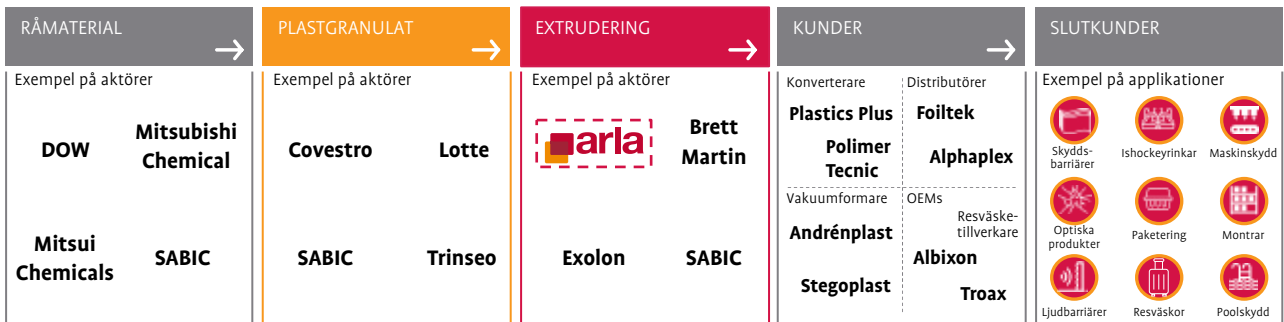 RÅMATERIAL
Exempel på aktörer
DOW
Mitsubishi
Chemical
Mitsui
Chemicals
SABIC
PLASTGRANULAT
Exempel på aktörer
Covestro
Lotte
SABIC
Trinseo
EXTRUDERING
Exempel på aktörer
arla
Brett
Martin
Exolon
SABIC
KUNDER
Konverterare
Plastics Plus
Polimer
Tecnic
Distributörer
Foiltek
Alphaplex
Vakuumformare
Andrénplast
Stegoplast
OEMs
Resväske-
tillverkare
Albixon
Troax
SLUTKUNDER
Exempel på applikationer
Skydds-
barriärer
Ishockeyrinkar
Maskinskydd
Optiska
produkter
Paketering
Montrar
Ljudbarriärer
Resväskor
Poolskydd